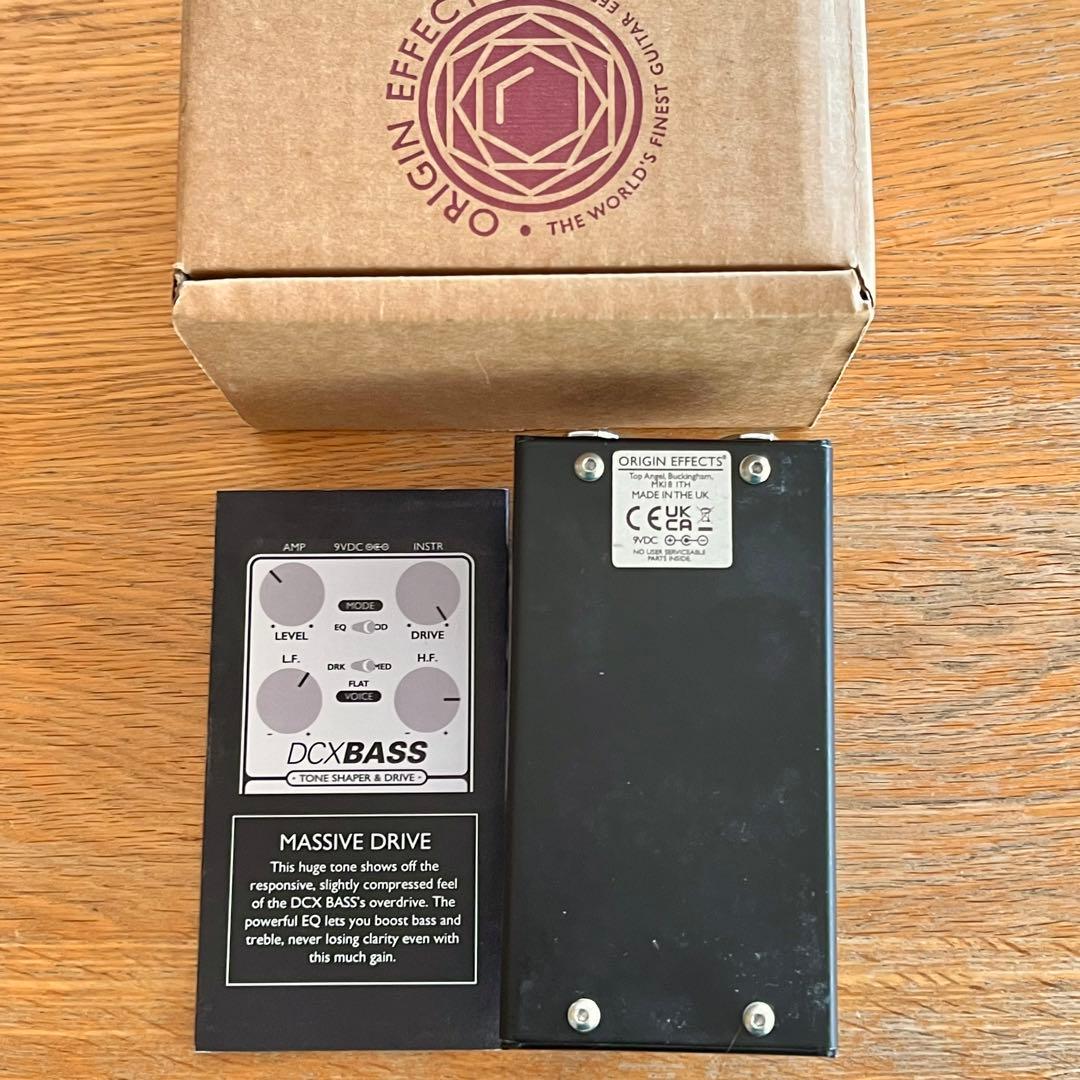 ORIGIN EFFECT
• THE WORLD'S FINEST GUITAR
ORIGIN EFFECTS®
Top Angel, Buckingham,
MK18 1TH
MADE IN THE UK
CE UK CA
9VDC
NO USER SERVICEABLE
PARTS INSIDE.
AMP 9VDC INSTR
MODE
EQ OD
LEVEL DRIVE
L.F. DRK MED H.F.
FLAT
VOICE
- + - +
DCXBASS
• TONE SHAPER & DRIVE •
MASSIVE DRIVE
This huge tone shows off the
responsive, slightly compressed feel
of the DCX BASS's overdrive. The
powerful EQ lets you boost bass and
treble, never losing clarity even with
this much gain.